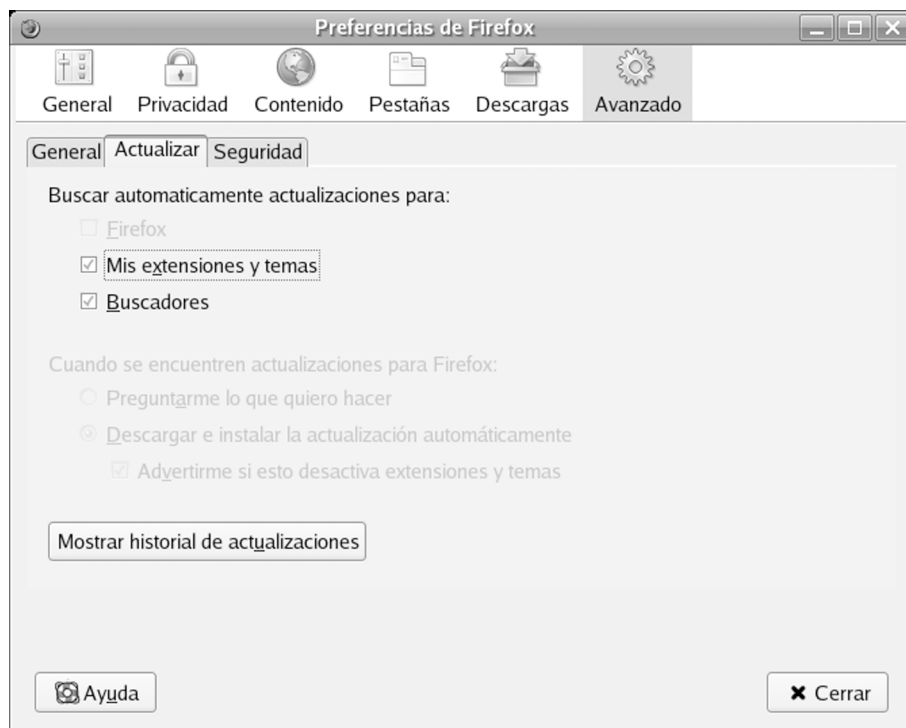 Preferencias de Firefox
General Privacidad Contenido Pestañas Descargas Avanzado
General Actualizar Seguridad
Buscar automaticamente actualizaciones para:
Firefox
Mis extensiones y temas
Buscadores
Cuando se encuentren actualizaciones para Firefox:
Preguntarme lo que quiero hacer
Descargar e instalar la actualización automáticamente
Advertirme si esto desactiva extensiones y temas
Mostrar historial de actualizaciones
Ayuda Cerrar